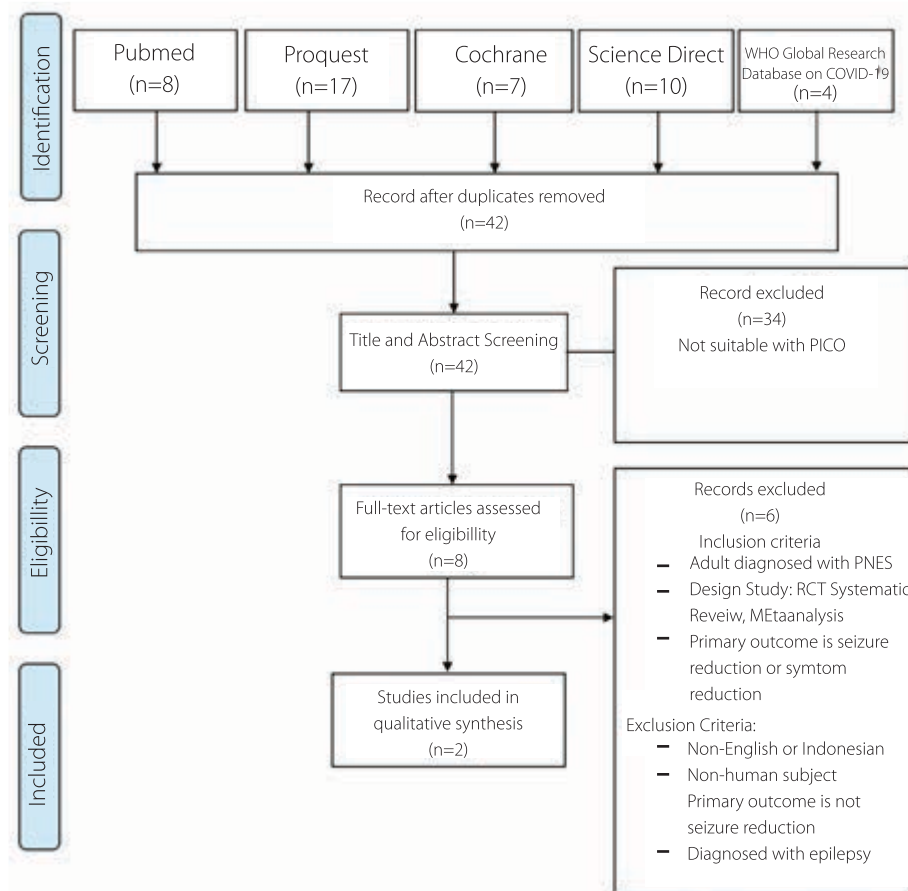 Identification
Pubmed
(n=8)
Proquest
(n=17)
Cochrane
(n=7)
Science Direct
(n=10)
WHO Global Research
Database on COVID-19
(n=4)
Record after duplicates removed
(n=42)
Screening
Title and Abstract Screening
(n=42)
Record excluded
(n=34)
Not suitable with PICO
Eligibillity
Full-text articles assessed
for eligibillity
(n=8)
Records excluded
(n=6)
Inclusion criteria
– Adult diagnosed with PNES
– Design Study: RCT Systematic
Reveiw, MEtaanalysis
– Primary outcome is seizure
reduction or symtom
reduction
Exclusion Criteria:
– Non-English or Indonesian
– Non-human subject
Primary outcome is not
seizure reduction
– Diagnosed with epilepsy
Included
Studies included in
qualitative synthesis
(n=2)